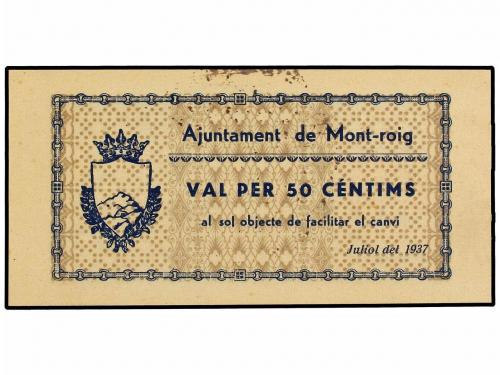 Ajuntament de Mont-roig
VAL PER 50 CÉNTIMS
al sol objecte de facilitar el canvi
Juliol del 1937